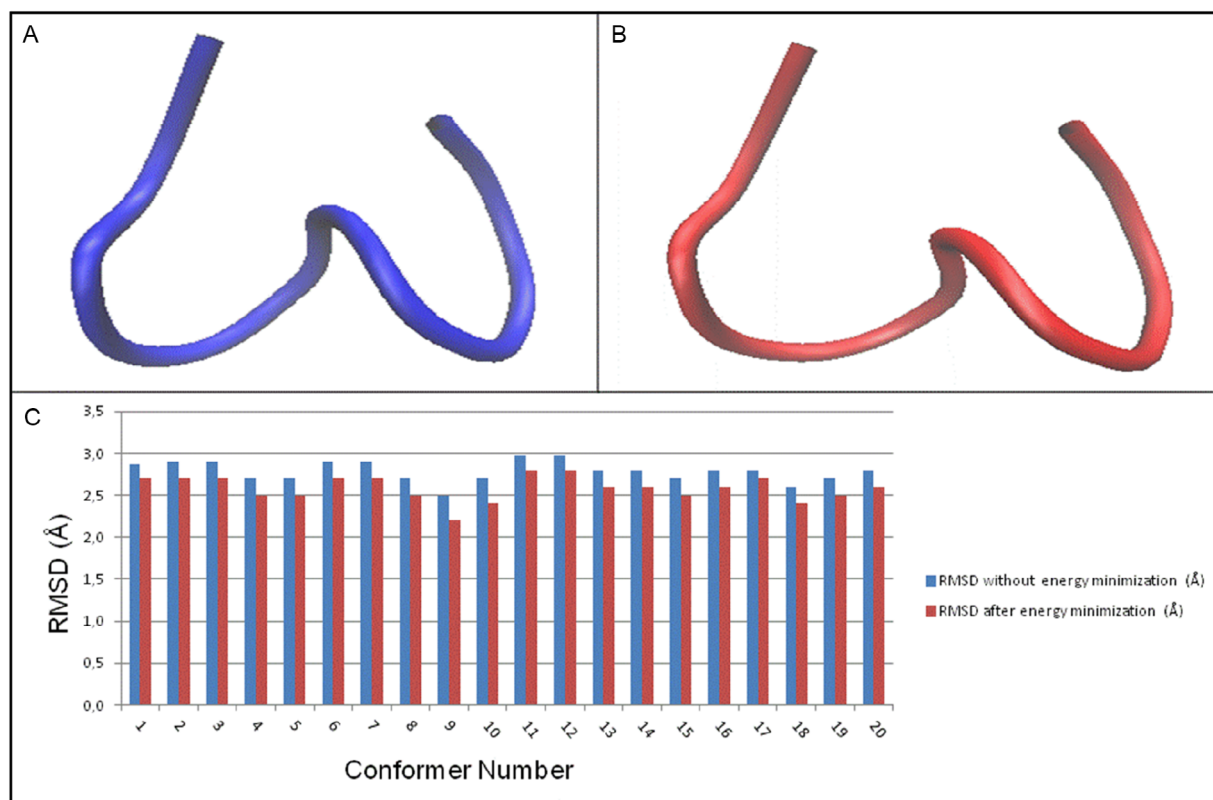 A
B
C
RMSD (Å)
3,5
3,0
2,5
2,0
1,5
1,0
0,5
0,0
1 2 3 4 5 6 7 8 9 10 11 12 13 14 15 16 17 18 19 20
Conformer Number
RMSD without energy minimization (Å)
RMSD after energy minimization (Å)